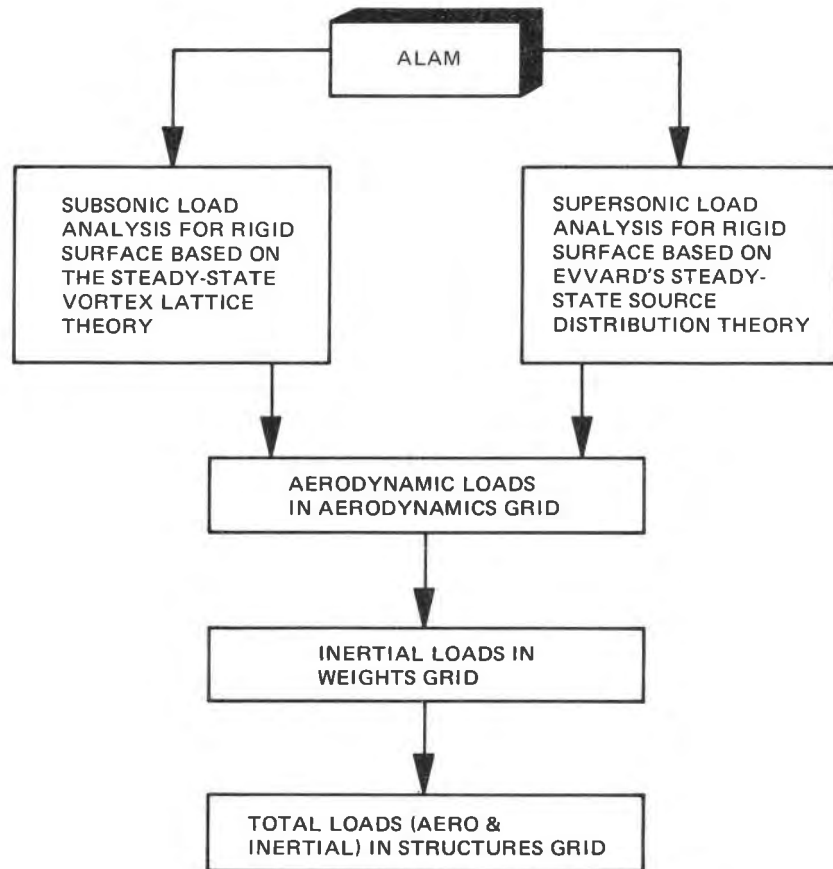 ALAM
SUBSONIC LOAD
ANALYSIS FOR RIGID
SURFACE BASED ON
THE STEADY-STATE
VORTEX LATTICE
THEORY
SUPERSONIC LOAD
ANALYSIS FOR RIGID
SURFACE BASED ON
EVVARD'S STEADY-
STATE SOURCE
DISTRIBUTION THEORY
AERODYNAMIC LOADS
IN AERODYNAMICS GRID
INERTIAL LOADS IN
WEIGHTS GRID
TOTAL LOADS (AERO &
INERTIAL) IN STRUCTURES GRID